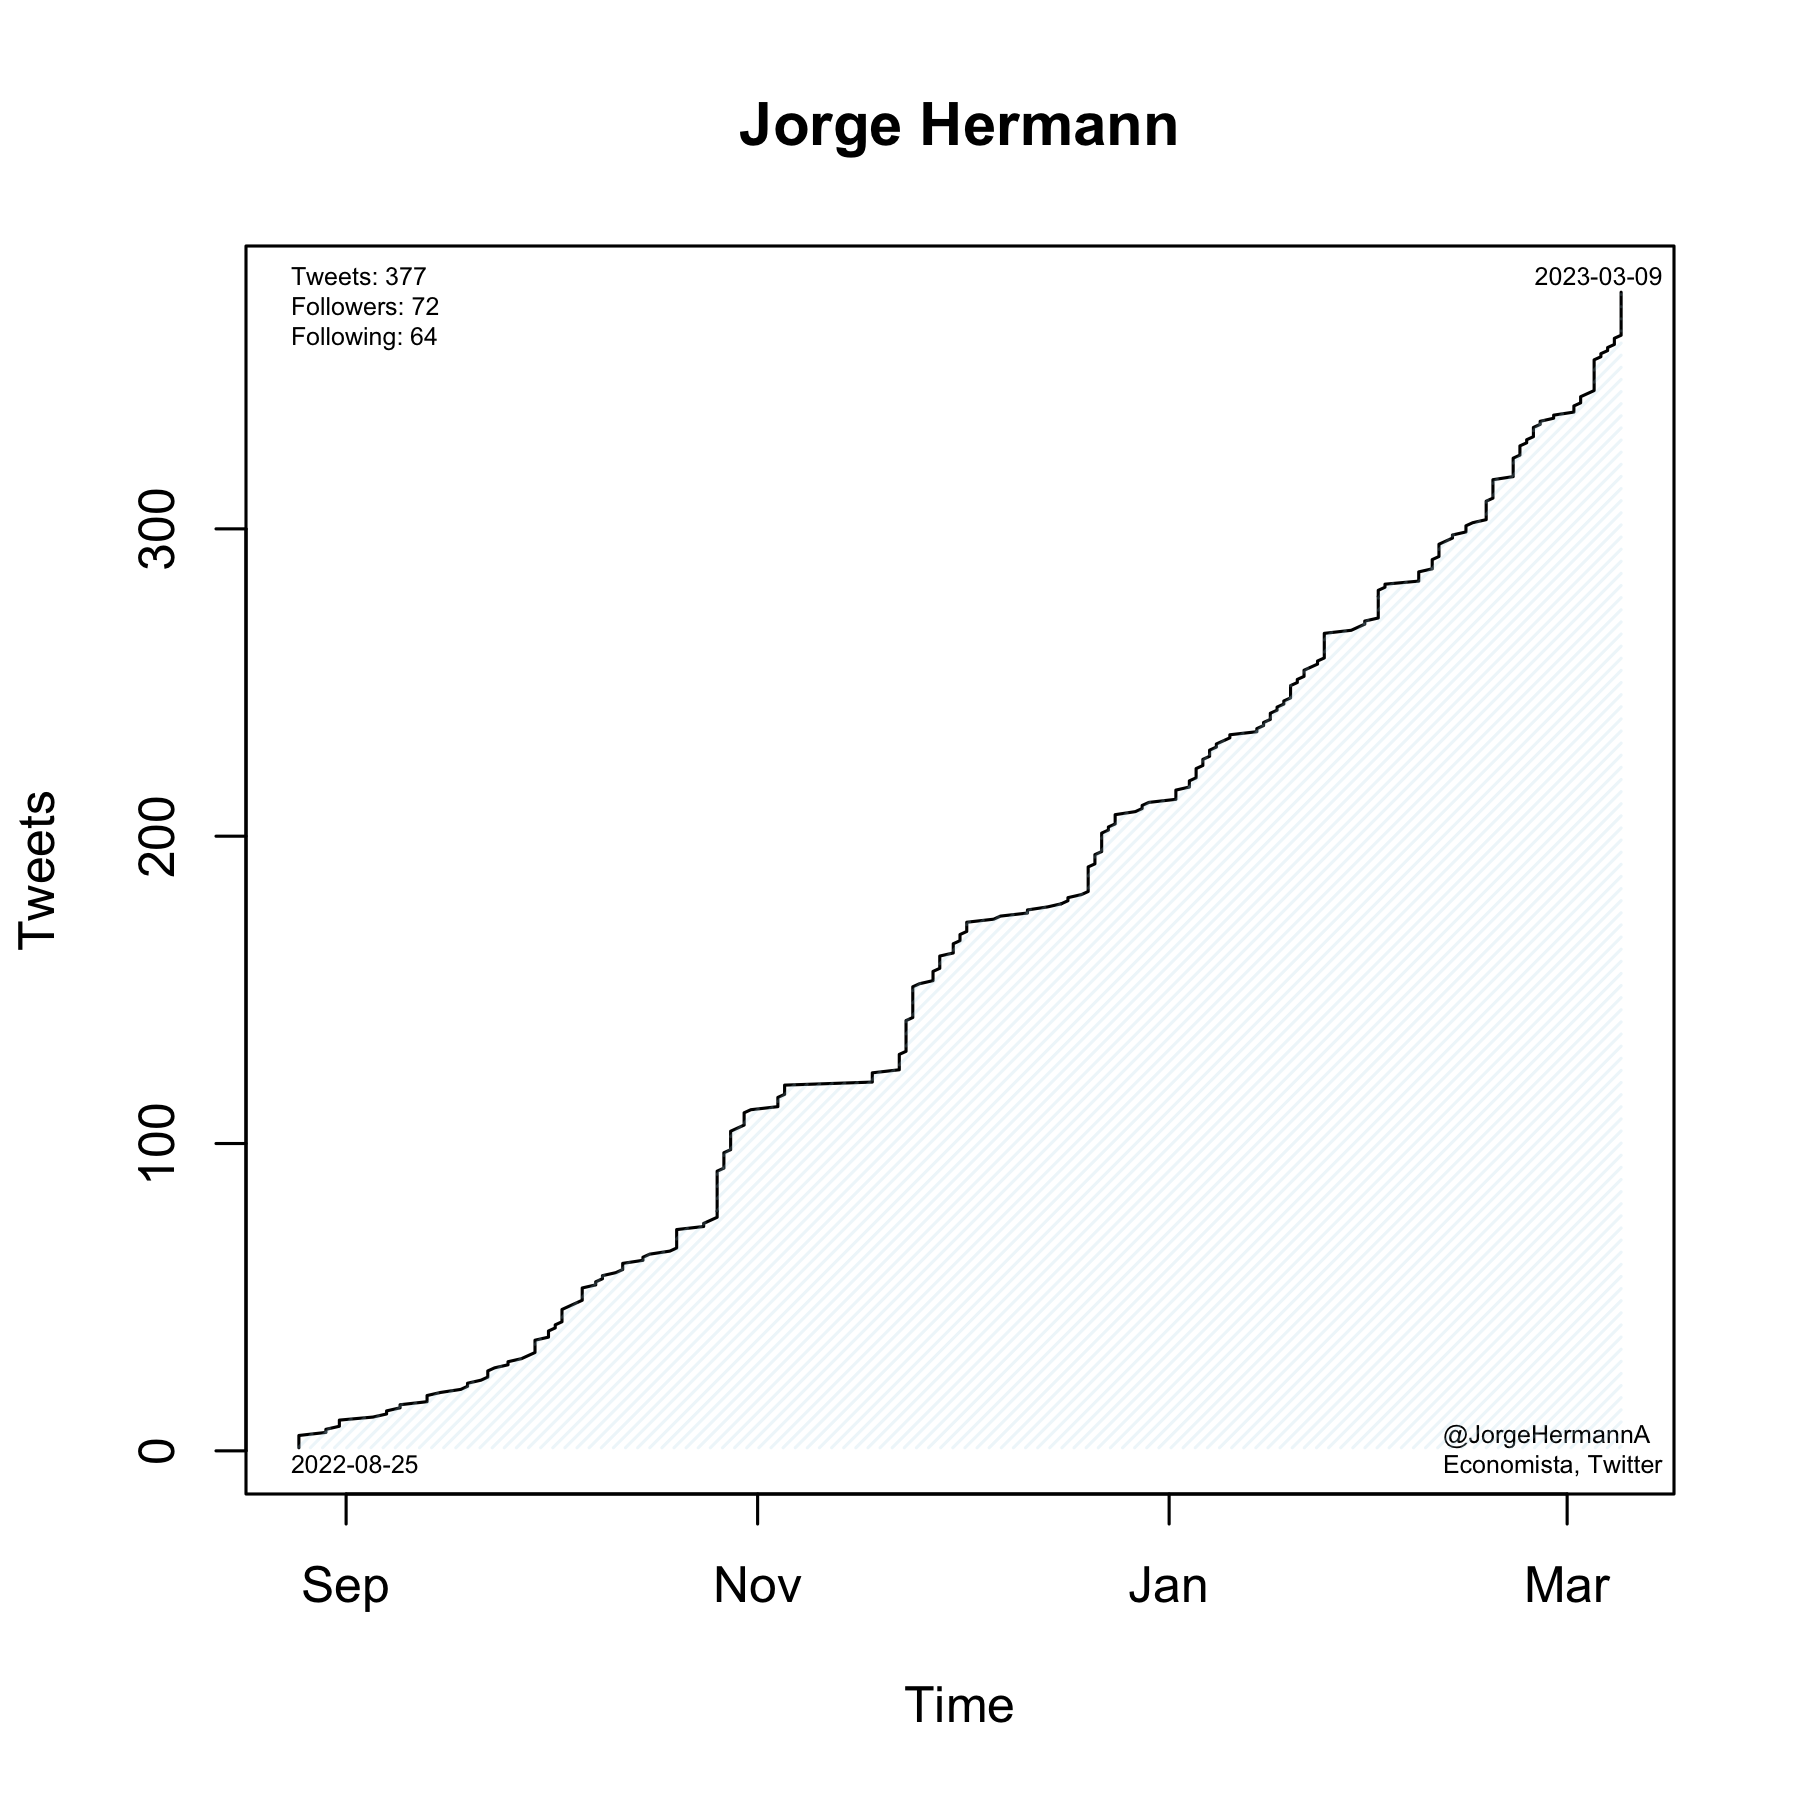 Jorge Hermann
Tweets: 377
Followers: 72
Following: 64
2023-03-09
Tweets
300
200
100
0
@JorgeHermannA
Economista, Twitter
2022-08-25
Sep
Nov
Jan
Mar
Time